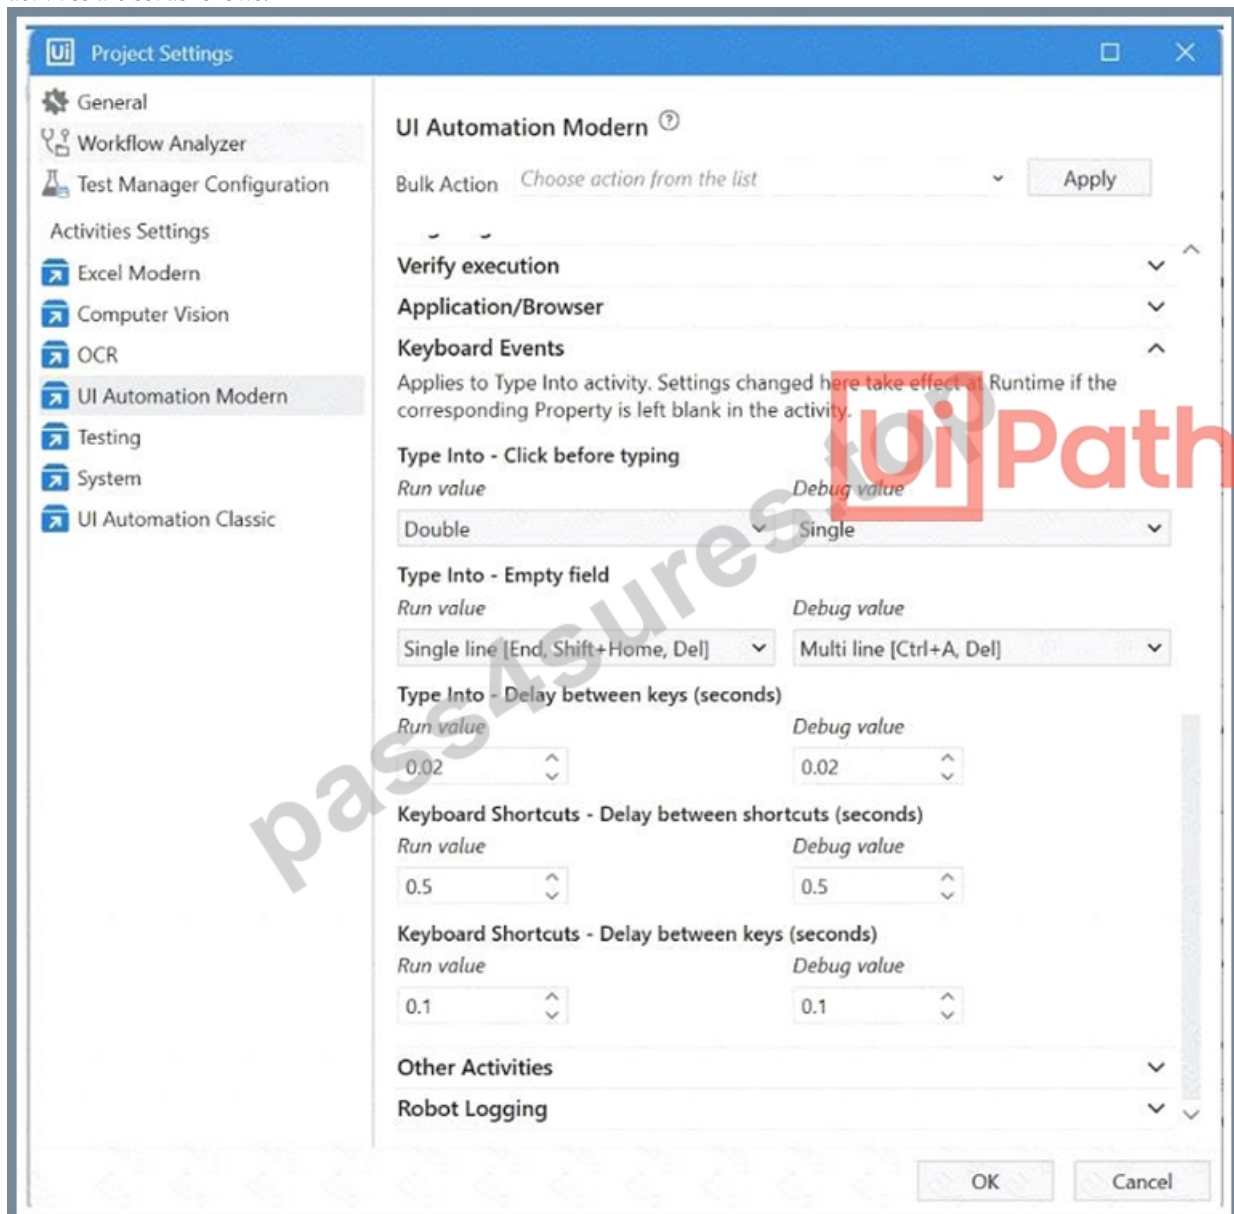 Ui Project Settings
General
Workflow Analyzer
Test Manager Configuration
Activities Settings
Excel Modern
Computer Vision
OCR
UI Automation Modern
Testing
System
UI Automation Classic
UI Automation Modern ?
Bulk Action Choose action from the list Apply
Verify execution
Application/Browser
Keyboard Events
Applies to Type Into activity. Settings changed here take effect at Runtime if the
corresponding Property is left blank in the activity.
Type Into - Click before typing
Run value Debug value
Double Single
Type Into - Empty field
Run value Debug value
Single line [End, Shift+Home, Del] Multi line [Ctrl+A, Del]
Type Into - Delay between keys (seconds)
Run value Debug value
0.02 0.02
Keyboard Shortcuts - Delay between shortcuts (seconds)
Run value Debug value
0.5 0.5
Keyboard Shortcuts - Delay between keys (seconds)
Run value Debug value
0.1 0.1
Other Activities
Robot Logging
OK Cancel
UiPath
pass4sures.top